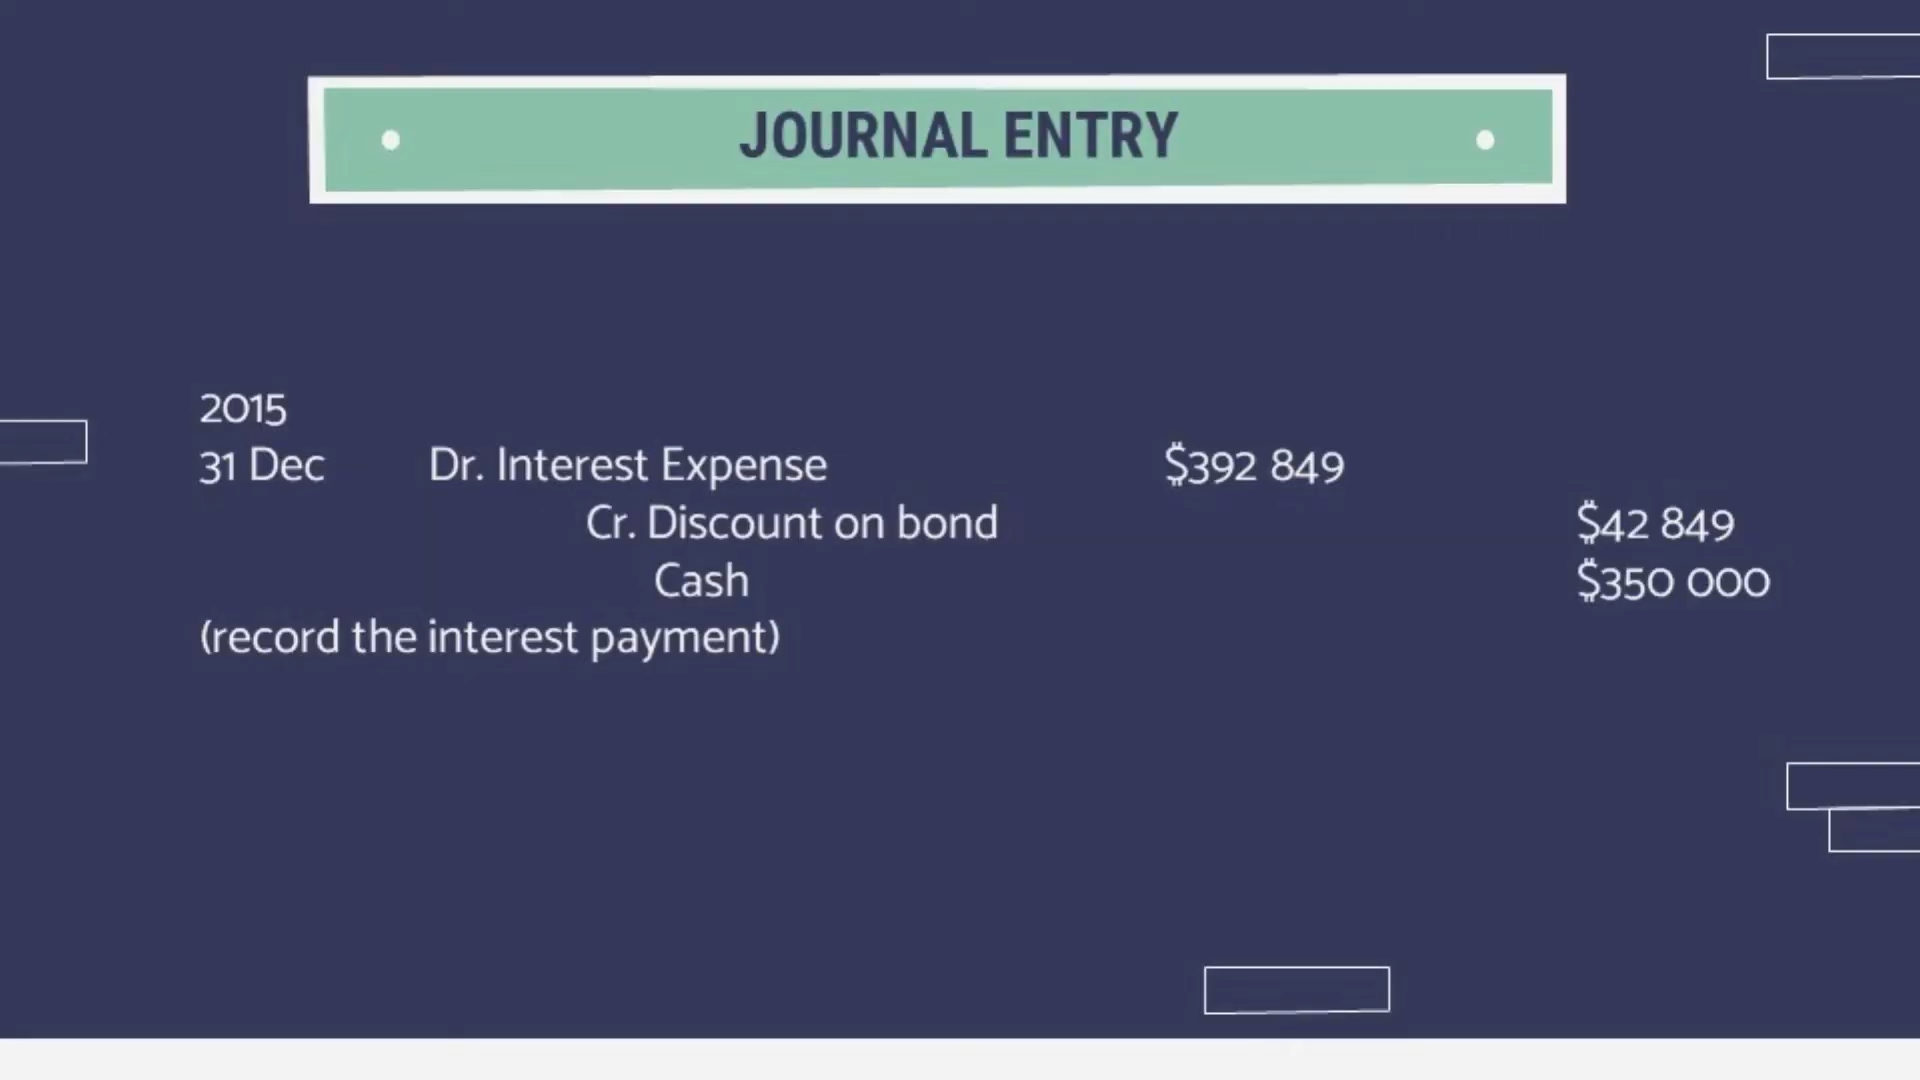 JOURNAL ENTRY
2015
31 Dec Dr. Interest Expense $392 849
Cr. Discount on bond $42 849
Cash $350 000
(record the interest payment)